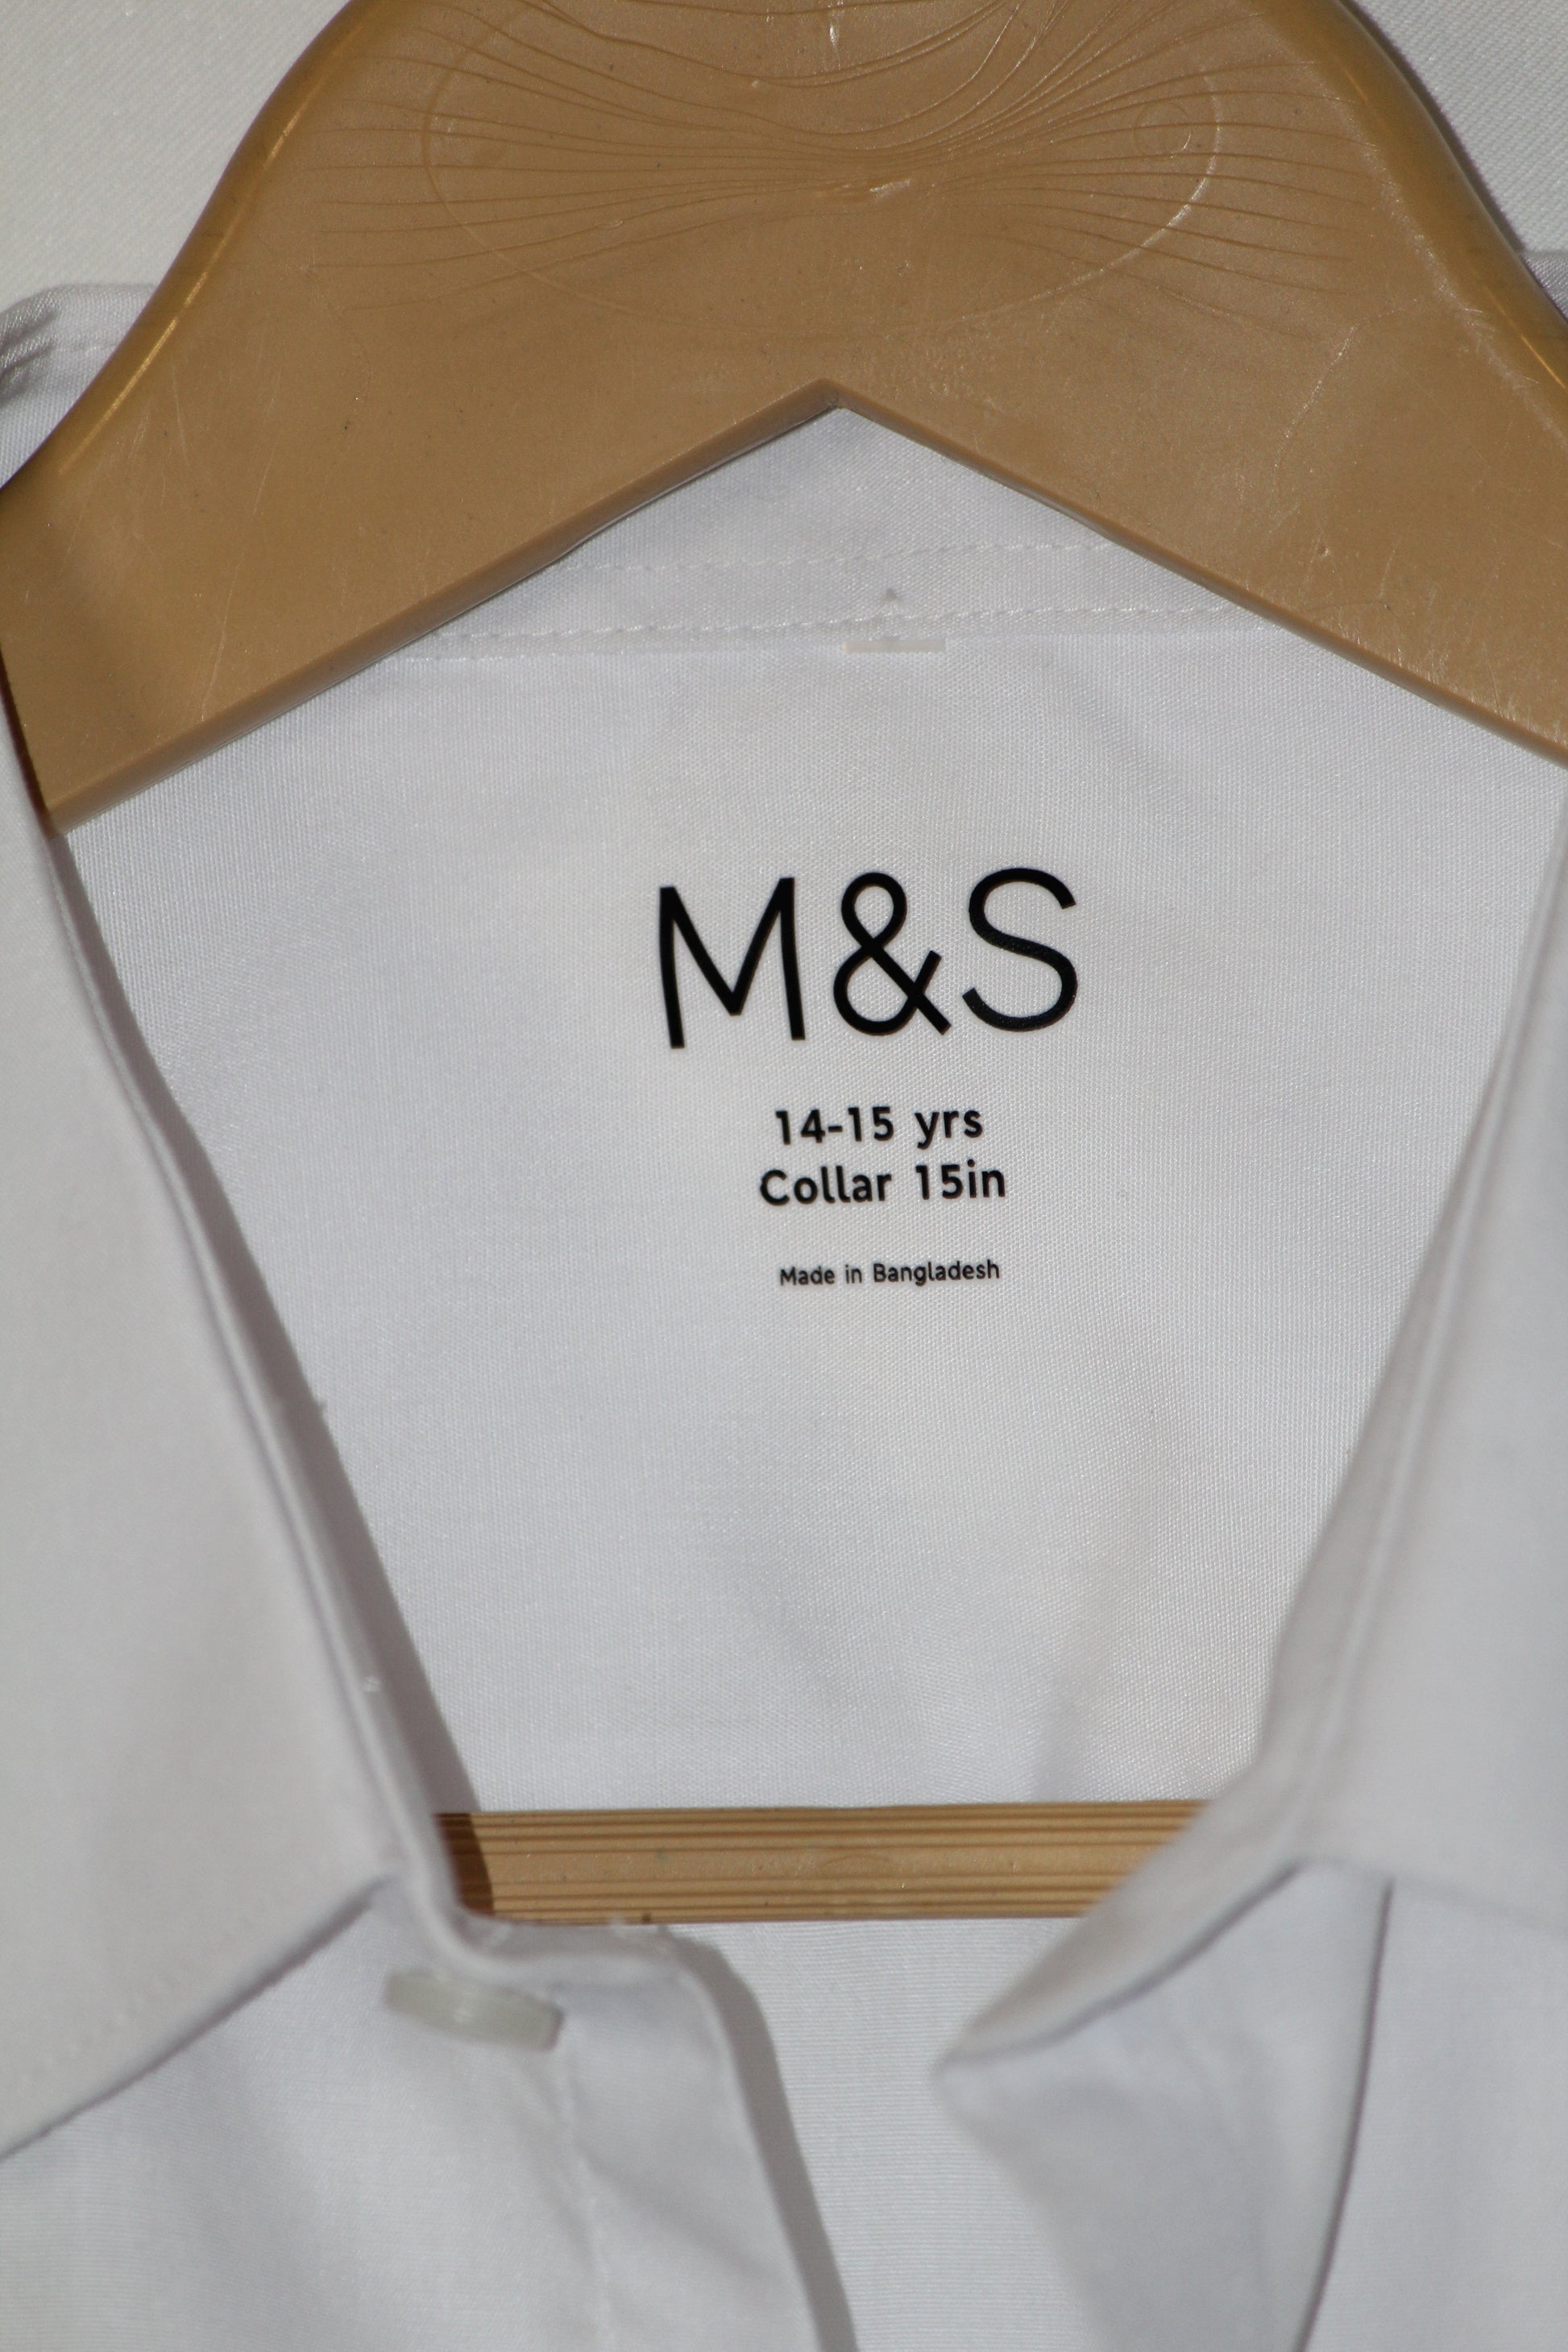 M&S
14-15 yrs
Collar 15in
Made in Bangladesh